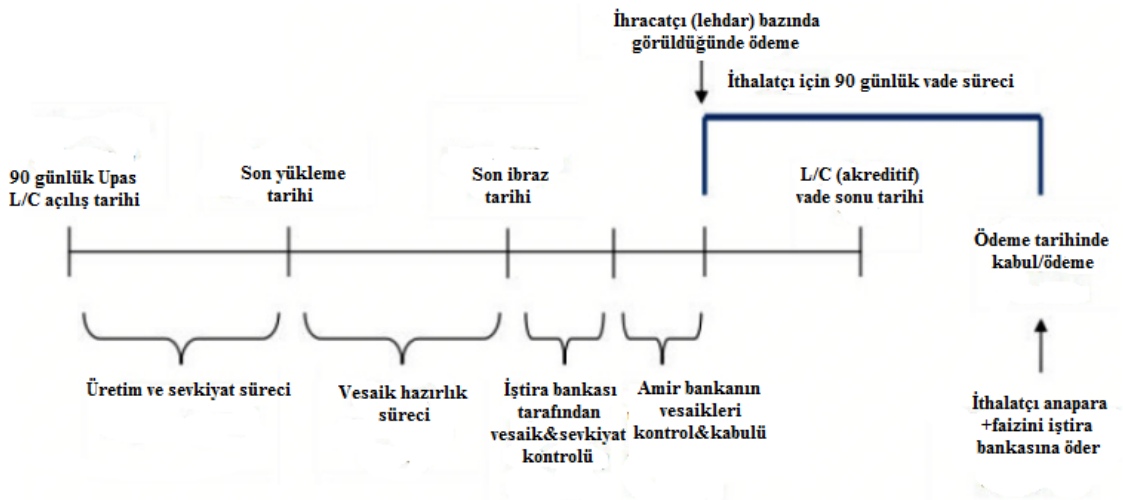 İhracatçı (lehdar) bazında
görüldüğünde ödeme
İthalatçı için 90 günlük vade süreci
90 günlük Upas
L/C açılış tarihi
Son yükleme
tarihi
Son ibraz
tarihi
L/C (akreditif)
vade sonu tarihi
Ödeme tarihinde
kabul/ödeme
Üretim ve sevkiyat süreci
Vesaik hazırlık
süreci
İştira bankası
tarafından
vesaik&sevkiyat
kontrolü
Amir bankanın
vesaikleri
kontrol&kabulü
İthalatçı anapara
+faizini iştira
bankasına öder